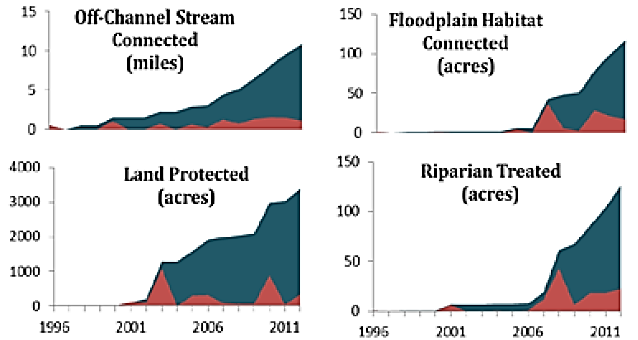 Off-Channel Stream
Connected
(miles)
15
10
5
0
Floodplain Habitat
Connected
(acres)
150
100
50
0
Land Protected
(acres)
4000
3000
2000
1000
0
1996
2001
2006
2011
Riparian Treated
(acres)
150
100
50
0
1996
2001
2006
2011